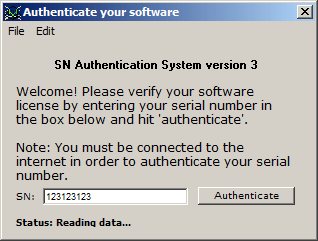 Authenticate your software
File Edit
SN Authentication System version 3
Welcome! Please verify your software
license by entering your serial number in
the box below and hit 'authenticate'.
Note: You must be connected to the
internet in order to authenticate your serial
number.
SN: 123123123 Authenticate
Status: Reading data...